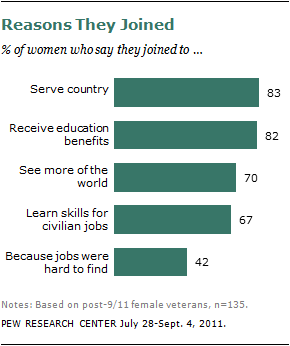 Reasons They Joined
% of women who say they joined to ...
Serve country 83
Receive education
benefits 82
See more of the
world 70
Learn skills for
civilian jobs 67
Because jobs were
hard to find 42
Notes: Based on post-9/11 female veterans, n=135.
PEW RESEARCH CENTER July 28-Sept. 4, 2011.